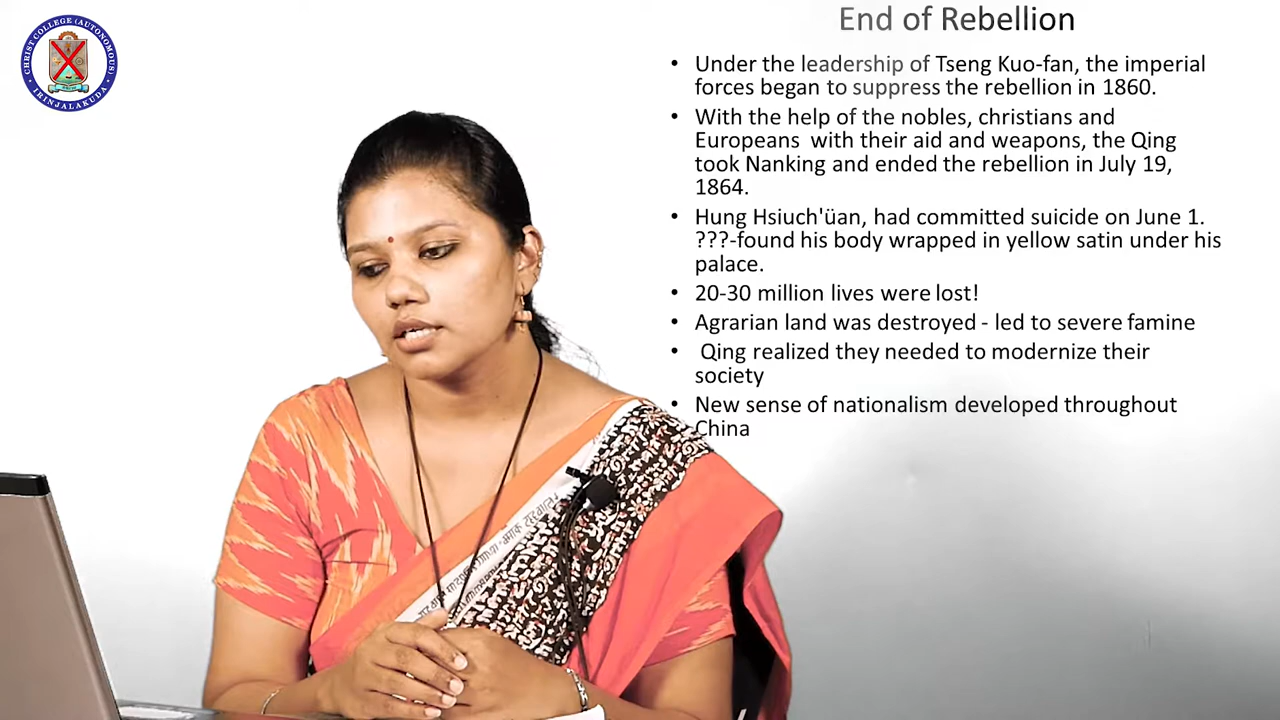 CHRIST COLLEGE (AUTONOMOUS)
IRINJALAKUDA
End of Rebellion
• Under the leadership of Tseng Kuo-fan, the imperial
forces began to suppress the rebellion in 1860.
• With the help of the nobles, christians and
Europeans with their aid and weapons, the Qing
took Nanking and ended the rebellion in July 19,
1864.
• Hung Hsiuch'üan, had committed suicide on June 1.
???-found his body wrapped in yellow satin under his
palace.
• 20-30 million lives were lost!
• Agrarian land was destroyed - led to severe famine
• Qing realized they needed to modernize their
society
• New sense of nationalism developed throughout
China